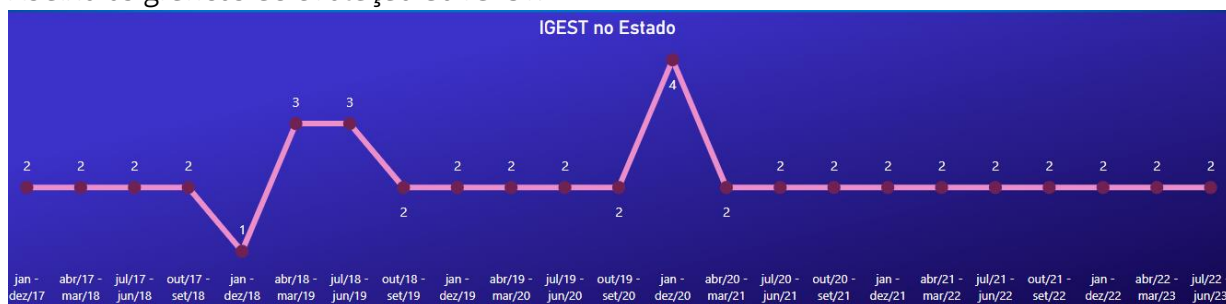 IGEST no Estado
4
3 3
2 2 2 2 2 2 2 2 2 2 2 2 2 2 2 2
2 2 2
1
jan - abr/17 - jul/17 - out/17 - jan - abr/18 - jul/18 - out/18 - jan - abr/19 - jul/19 - out/19 - jan - abr/20 - jul/20 - out/20 - jan - abr/21 - jul/21 - out/21 - jan - abr/22 - jul/22
dez/17 mar/18 jun/18 set/18 dez/18 mar/19 jun/19 set/19 dez/19 mar/20 jun/20 set/20 dez/20 mar/21 jun/21 set/21 dez/21 mar/22 jun/22 set/22 dez/22 mar/23